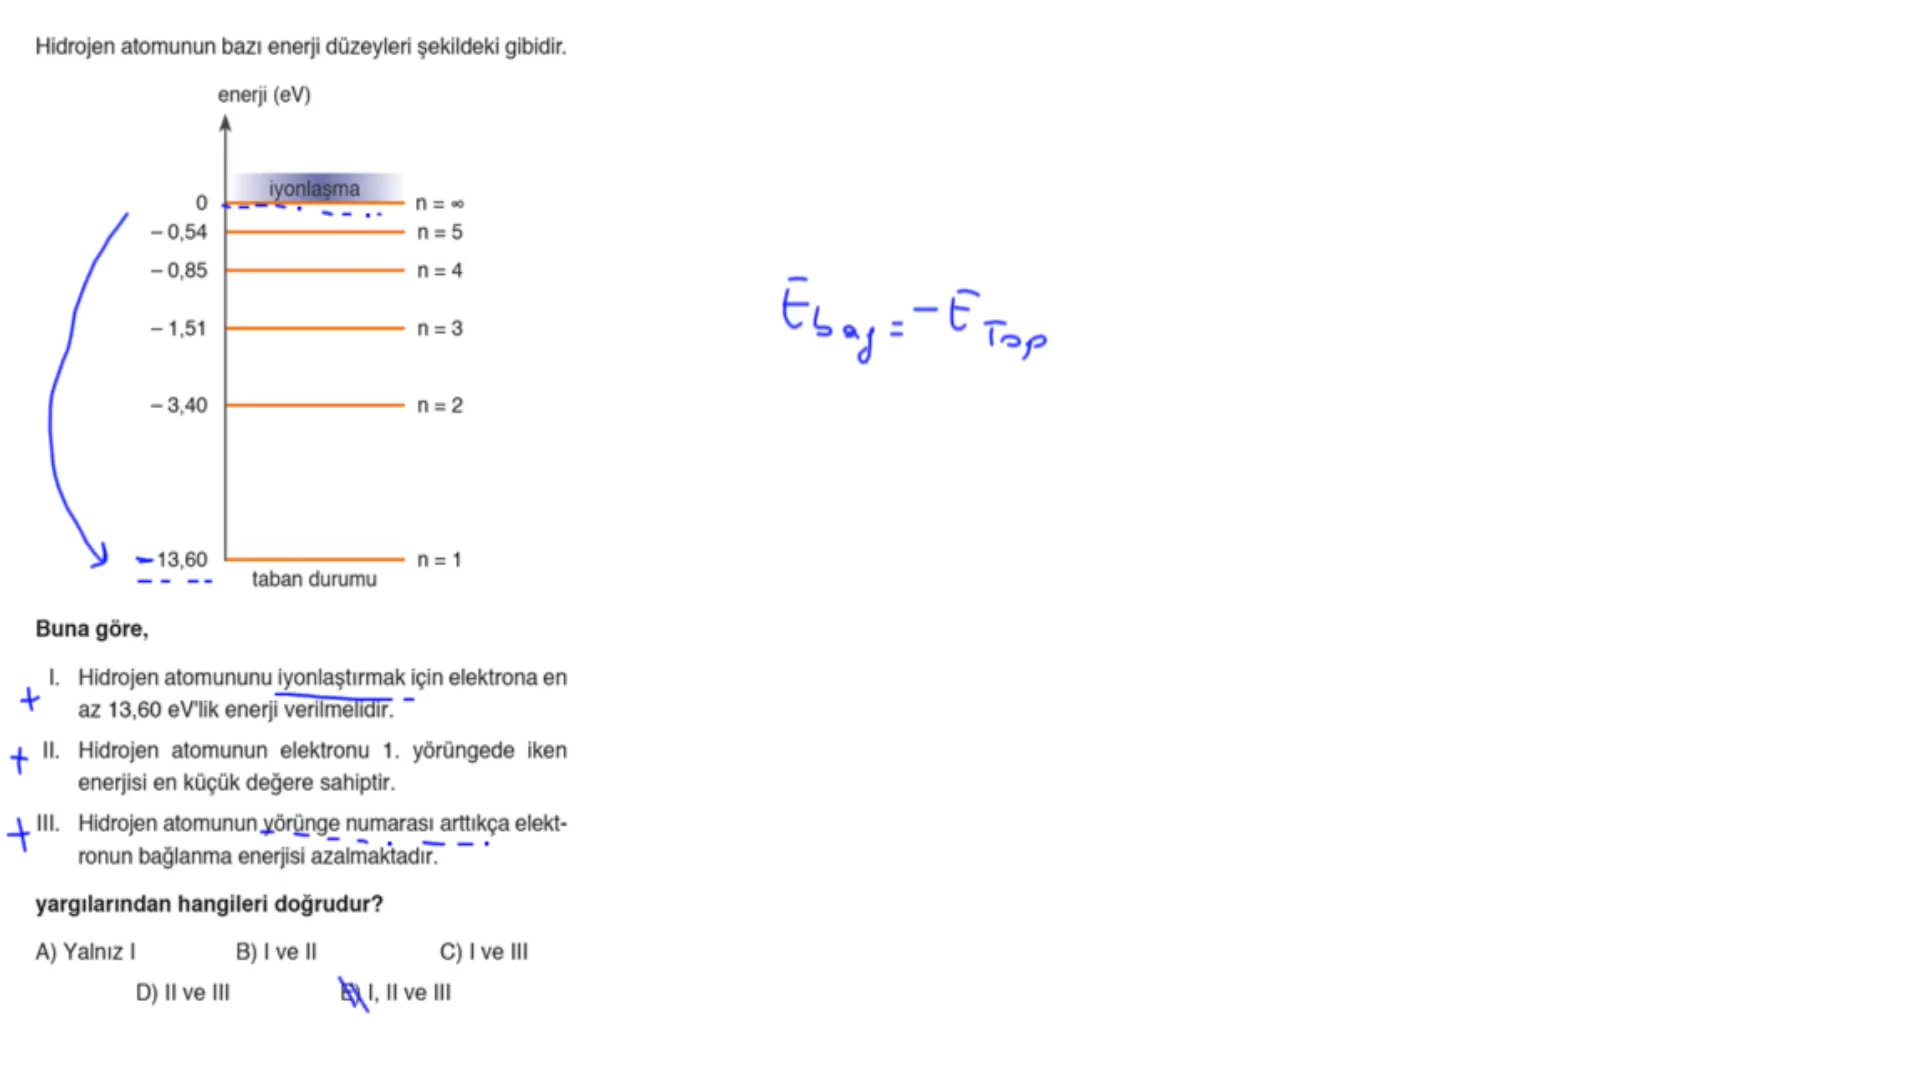 Hidrojen atomunun bazı enerji düzeyleri şekildeki gibidir.
enerji (eV)
iyonlaşma
0 n = ∞
– 0,54 n = 5
– 0,85 n = 4
– 1,51 n = 3
– 3,40 n = 2
–13,60 n = 1
taban durumu
E bağ = -E Top
Buna göre,
+ I. Hidrojen atomununu iyonlaştırmak için elektrona en
az 13,60 eV'lik enerji verilmelidir.
+ II. Hidrojen atomunun elektronu 1. yörüngede iken
enerjisi en küçük değere sahiptir.
+ III. Hidrojen atomunun yörünge numarası arttıkça elekt-
ronun bağlanma enerjisi azalmaktadır.
yargılarından hangileri doğrudur?
A) Yalnız I B) I ve II C) I ve III
D) II ve III E) I, II ve III